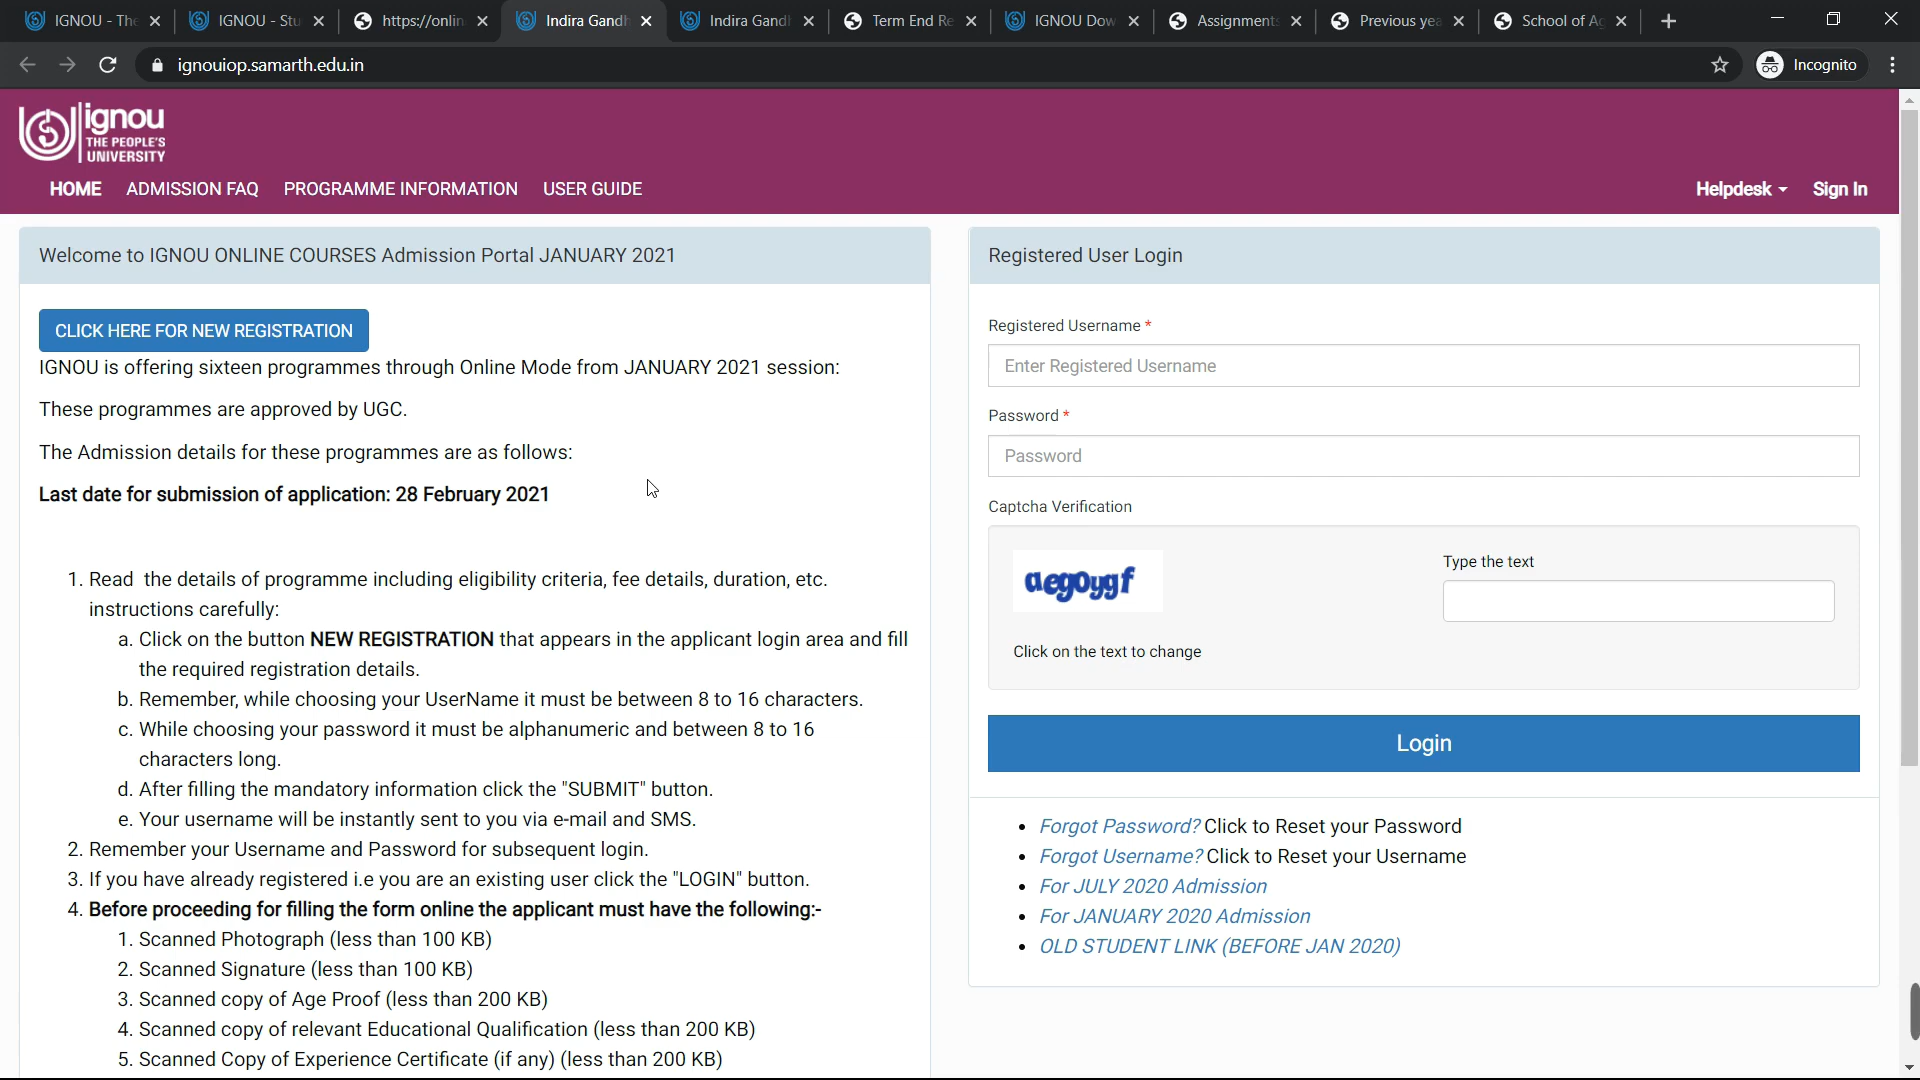 IGNOU - The
IGNOU - Stu
https://onlin
Indira Gandh
Indira Gandh
Term End Re
IGNOU Dow
Assignments
Previous yea
School of Ag
ignouiop.samarth.edu.in
Incognito
ignou
THE PEOPLE'S
UNIVERSITY
HOME ADMISSION FAQ PROGRAMME INFORMATION USER GUIDE
Helpdesk Sign In
Welcome to IGNOU ONLINE COURSES Admission Portal JANUARY 2021
CLICK HERE FOR NEW REGISTRATION
IGNOU is offering sixteen programmes through Online Mode from JANUARY 2021 session:
These programmes are approved by UGC.
The Admission details for these programmes are as follows:
Last date for submission of application: 28 February 2021
1. Read the details of programme including eligibility criteria, fee details, duration, etc.
instructions carefully:
a. Click on the button NEW REGISTRATION that appears in the applicant login area and fill
the required registration details.
b. Remember, while choosing your UserName it must be between 8 to 16 characters.
c. While choosing your password it must be alphanumeric and between 8 to 16
characters long.
d. After filling the mandatory information click the "SUBMIT" button.
e. Your username will be instantly sent to you via e-mail and SMS.
2. Remember your Username and Password for subsequent login.
3. If you have already registered i.e you are an existing user click the "LOGIN" button.
4. Before proceeding for filling the form online the applicant must have the following:-
1. Scanned Photograph (less than 100 KB)
2. Scanned Signature (less than 100 KB)
3. Scanned copy of Age Proof (less than 200 KB)
4. Scanned copy of relevant Educational Qualification (less than 200 KB)
5. Scanned Copy of Experience Certificate (if any) (less than 200 KB)
Registered User Login
Registered Username *
Enter Registered Username
Password *
Password
Captcha Verification
aegoygf
Type the text
Click on the text to change
Login
• Forgot Password? Click to Reset your Password
• Forgot Username? Click to Reset your Username
• For JULY 2020 Admission
• For JANUARY 2020 Admission
• OLD STUDENT LINK (BEFORE JAN 2020)